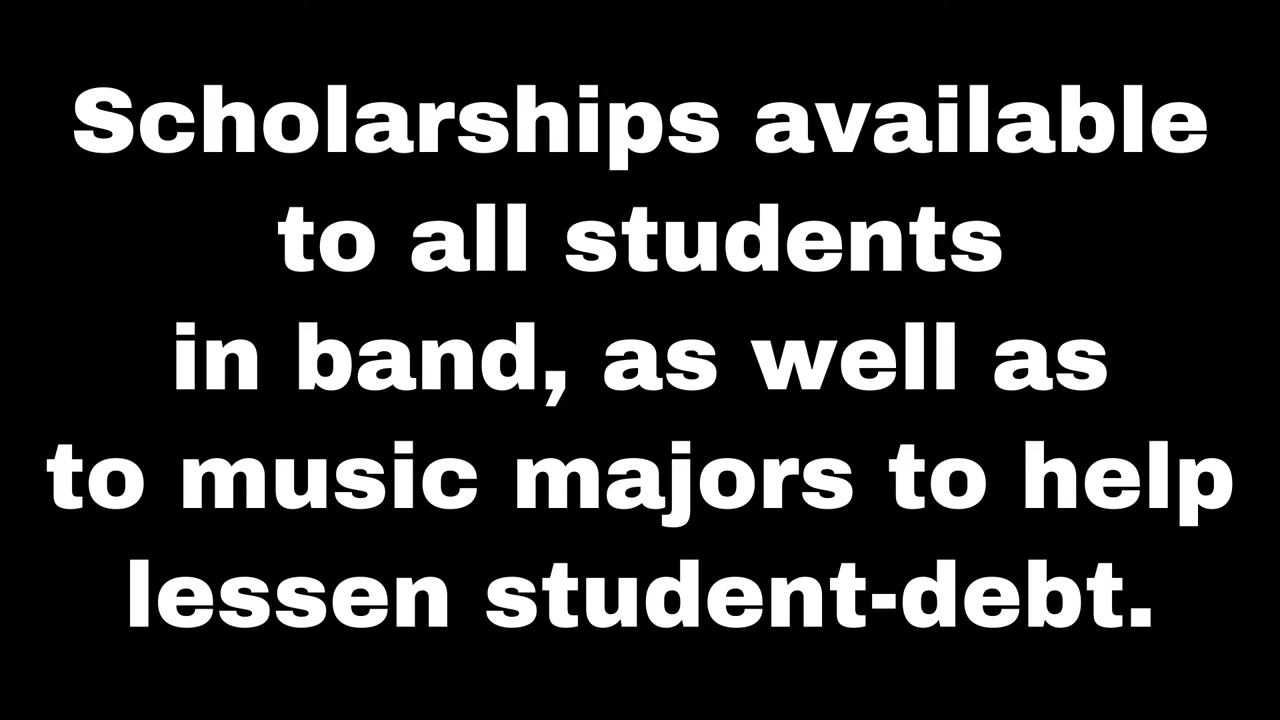 Scholarships available
to all students
in band, as well as
to music majors to help
lessen student-debt.